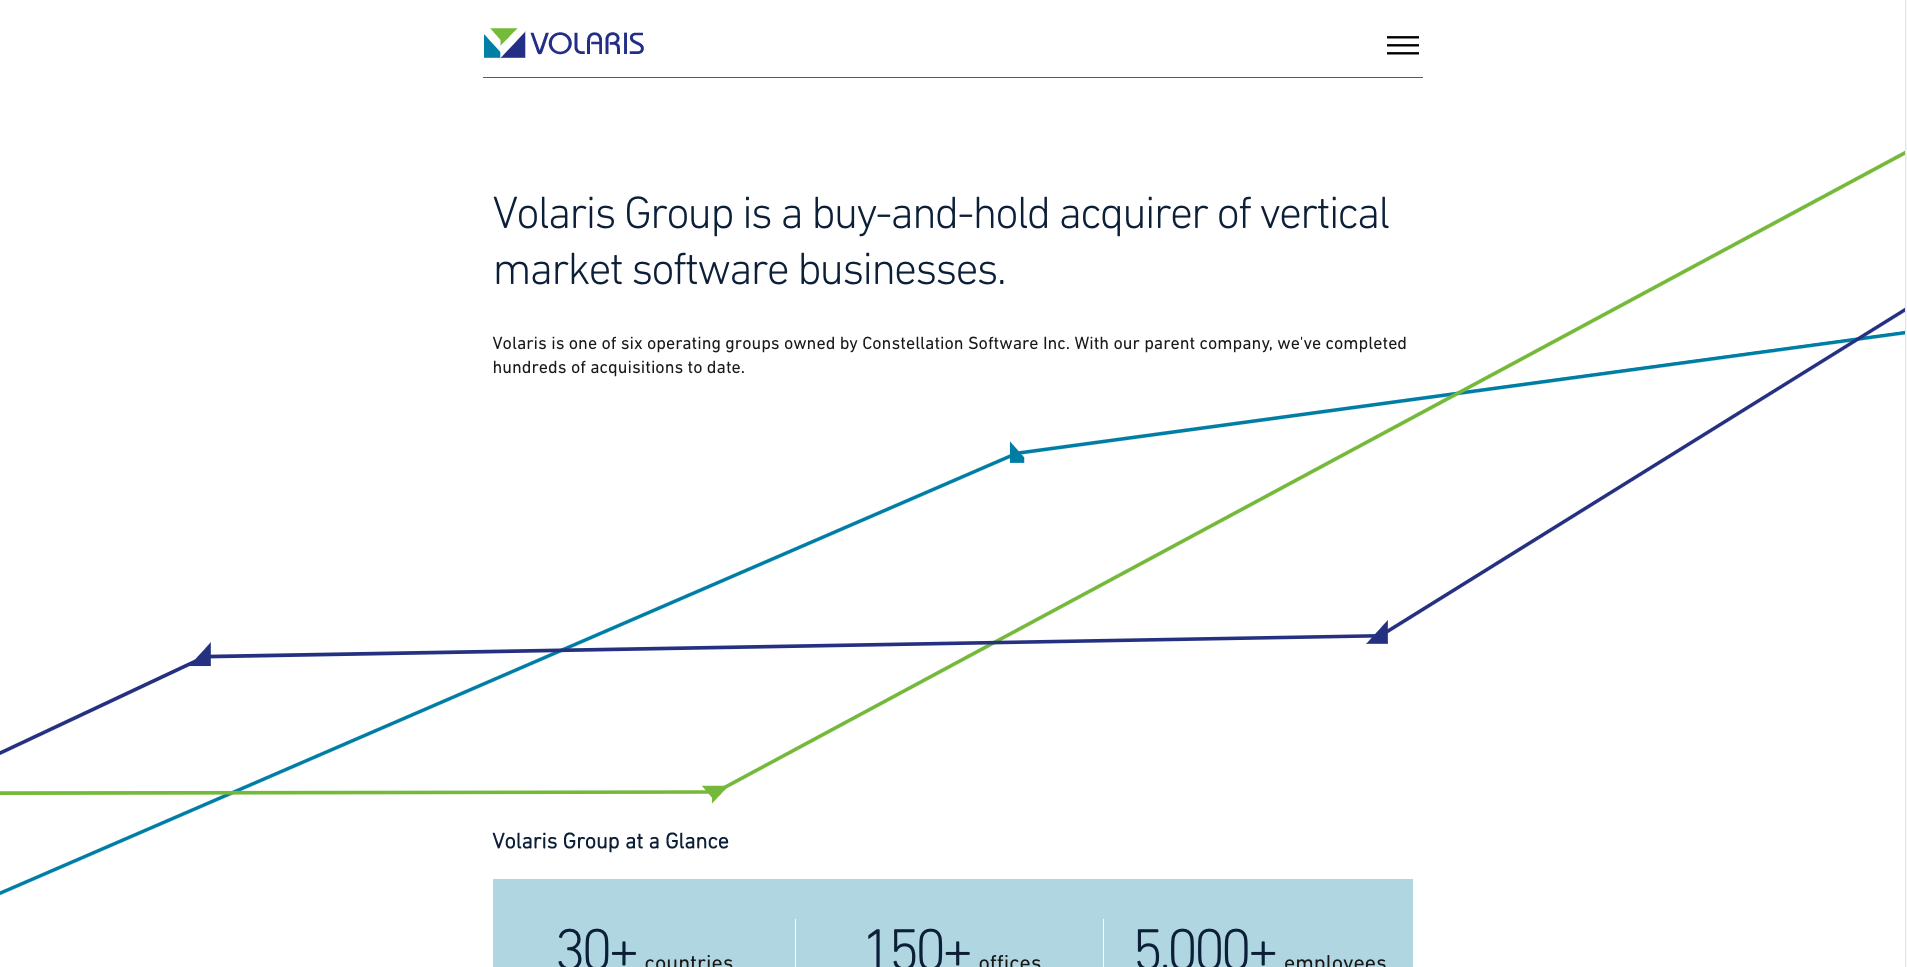 VOLARIS
Volaris Group is a buy-and-hold acquirer of vertical
market software businesses.
Volaris is one of six operating groups owned by Constellation Software Inc. With our parent company, we've completed
hundreds of acquisitions to date.
Volaris Group at a Glance
30+ countries
150+ offices
5,000+ employees